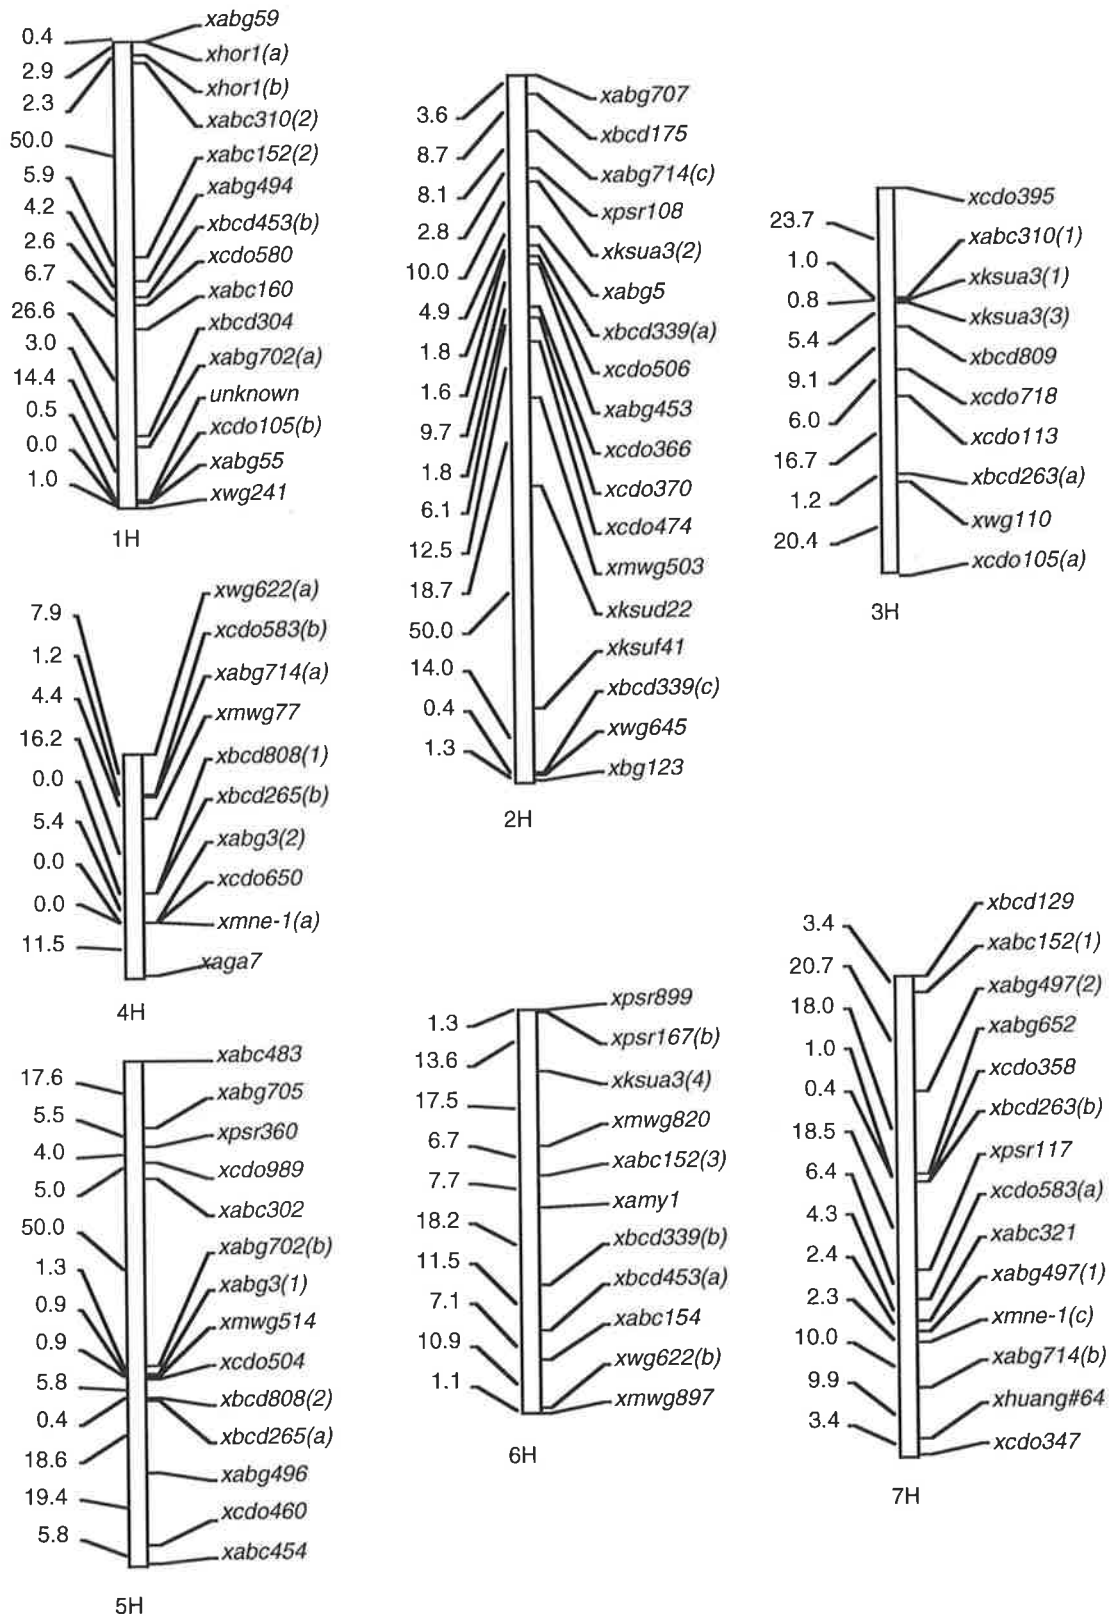 0.4
2.9
2.3
50.0
5.9
4.2
2.6
6.7
26.6
3.0
14.4
0.5
0.0
1.0
xabg59
xhor1(a)
xhor1(b)
xabc310(2)
xabc152(2)
xabg494
xbcd453(b)
xcdo580
xabc160
xbcd304
xabg702(a)
unknown
xcdo105(b)
xabg55
xwg241
1H
3.6
8.7
8.1
2.8
10.0
4.9
1.8
1.6
9.7
1.8
6.1
12.5
18.7
50.0
14.0
0.4
1.3
xabg707
xbcd175
xabg714(c)
xpsr108
xksua3(2)
xabg5
xbcd339(a)
xcdo506
xabg453
xcdo366
xcdo370
xcdo474
xmwg503
xksud22
xksuf41
xbcd339(c)
xwg645
xbg123
2H
23.7
1.0
0.8
5.4
9.1
6.0
16.7
1.2
20.4
xcdo395
xabc310(1)
xksua3(1)
xksua3(3)
xbcd809
xcdo718
xcdo113
xbcd263(a)
xwg110
xcdo105(a)
3H
7.9
1.2
4.4
16.2
0.0
5.4
0.0
0.0
11.5
xwg622(a)
xcdo583(b)
xabg714(a)
xmwg77
xbcd808(1)
xbcd265(b)
xabg3(2)
xcdo650
xmne-1(a)
xaga7
4H
17.6
5.5
4.0
5.0
50.0
1.3
0.9
0.9
5.8
0.4
18.6
19.4
5.8
xabc483
xabg705
xpsr360
xcdo989
xabc302
xabg702(b)
xabg3(1)
xmwg514
xcdo504
xbcd808(2)
xbcd265(a)
xabg496
xcdo460
xabc454
5H
1.3
13.6
17.5
6.7
7.7
18.2
11.5
7.1
10.9
1.1
xpsr899
xpsr167(b)
xksua3(4)
xmwg820
xabc152(3)
xamy1
xbcd339(b)
xbcd453(a)
xabc154
xwg622(b)
xmwg897
6H
3.4
20.7
18.0
1.0
0.4
18.5
6.4
4.3
2.4
2.3
10.0
9.9
3.4
xbcd129
xabc152(1)
xabg497(2)
xabg652
xcdo358
xbcd263(b)
xpsr117
xcdo583(a)
xabc321
xabg497(1)
xmne-1(c)
xabg714(b)
xhuang#64
xcdo347
7H